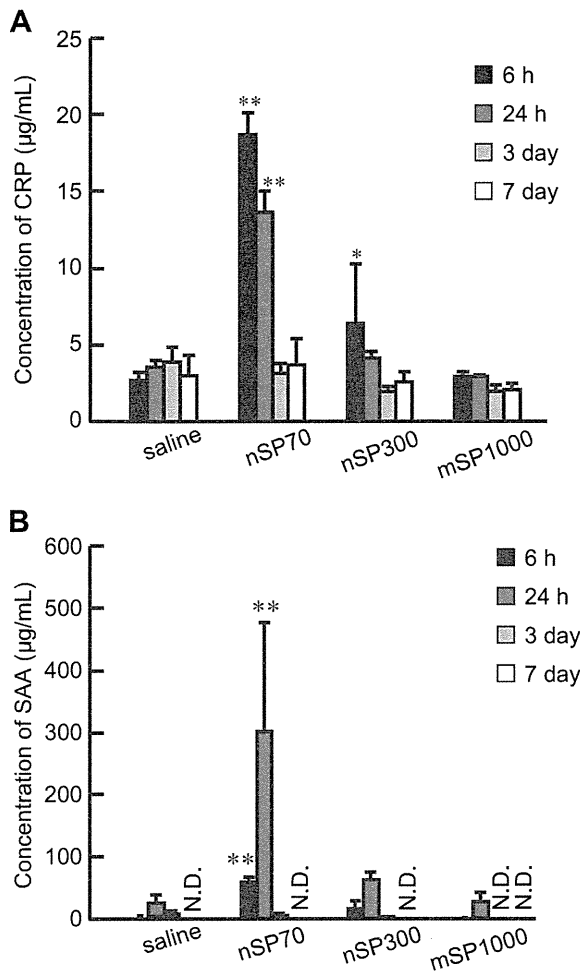 A
Concentration of CRP (µg/mL)
25
20
15
10
5
0
**
**
*
6 h
24 h
3 day
7 day
saline
nSP70
nSP300
mSP1000
B
Concentration of SAA (µg/mL)
600
500
400
300
200
100
0
**
**
N.D.
N.D.
N.D.
N.D.
N.D.
6 h
24 h
3 day
7 day
saline
nSP70
nSP300
mSP1000